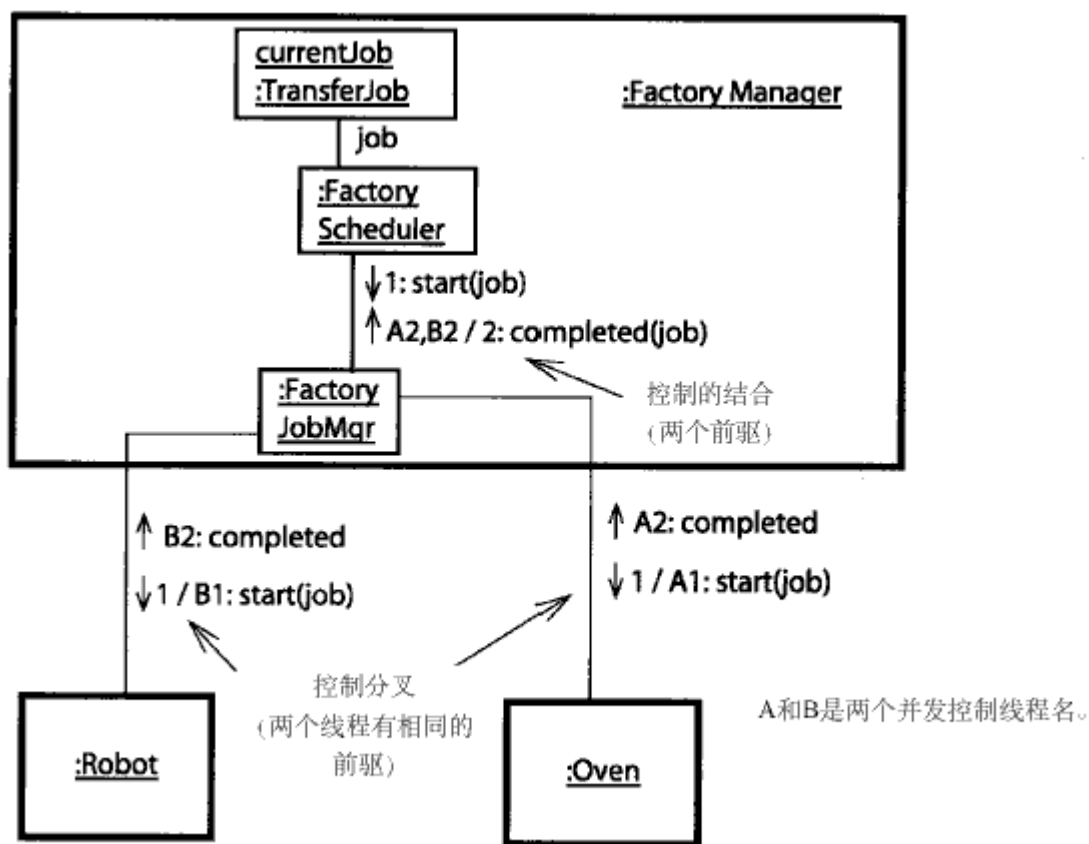 currentJob
:TransferJob
:Factory Manager
job
:Factory
Scheduler
1: start(job)
A2,B2 / 2: completed(job)
控制的结合
(两个前驱)
:Factory
JobMgr
B2: completed
1 / B1: start(job)
A2: completed
1 / A1: start(job)
控制分叉
(两个线程有相同的
前驱)
A和B是两个并发控制线程名。
:Robot
:Oven